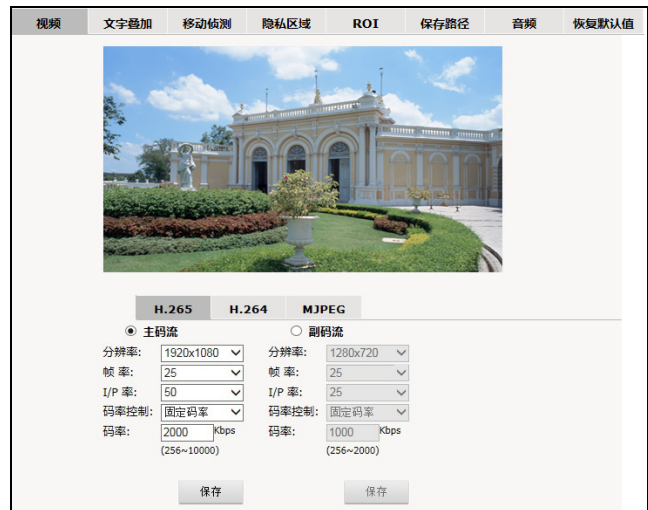 视频 文字叠加 移动侦测 隐私区域 ROI 保存路径 音频 恢复默认值
H.265 H.264 MJPEG
主码流 副码流
分辨率: 1920x1080 分辨率: 1280x720
帧 率: 25 帧 率: 25
I/P 率: 50 I/P 率: 25
码率控制: 固定码率 码率控制: 固定码率
码率: 2000 Kbps 码率: 1000 Kbps
(256~10000) (256~2000)
保存 保存